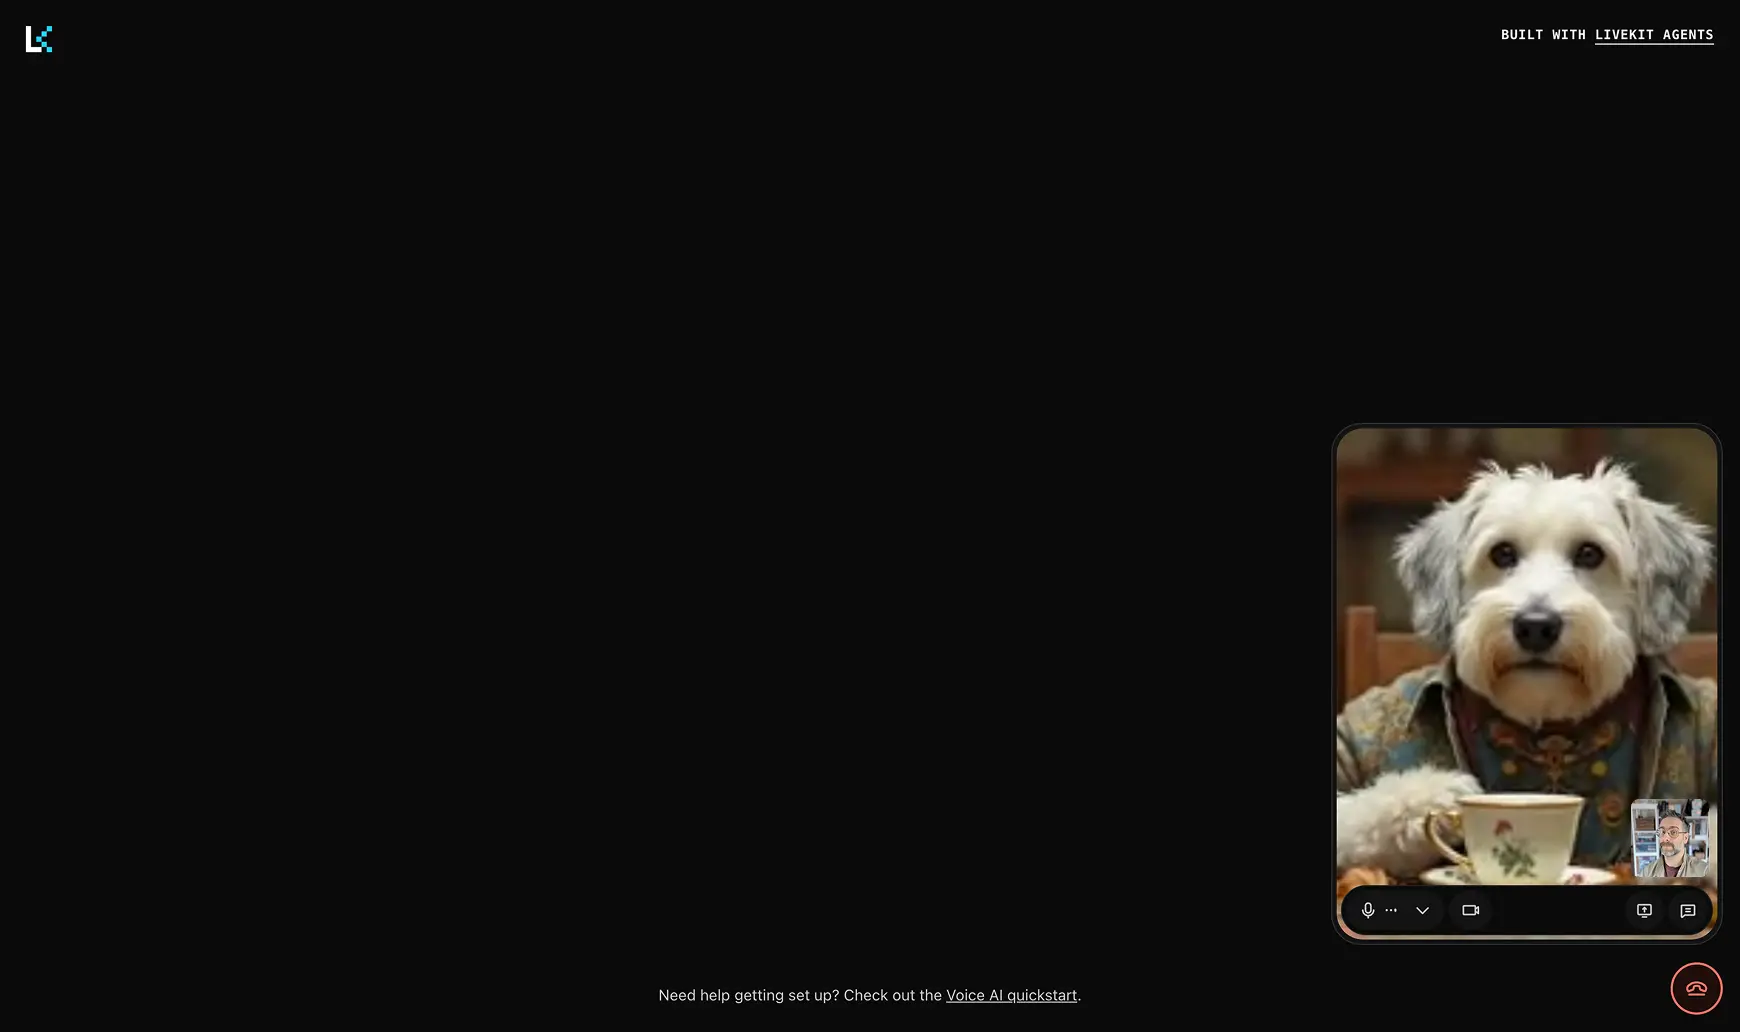 BUILT WITH LIVEKIT AGENTS
Need help getting set up? Check out the Voice AI quickstart.